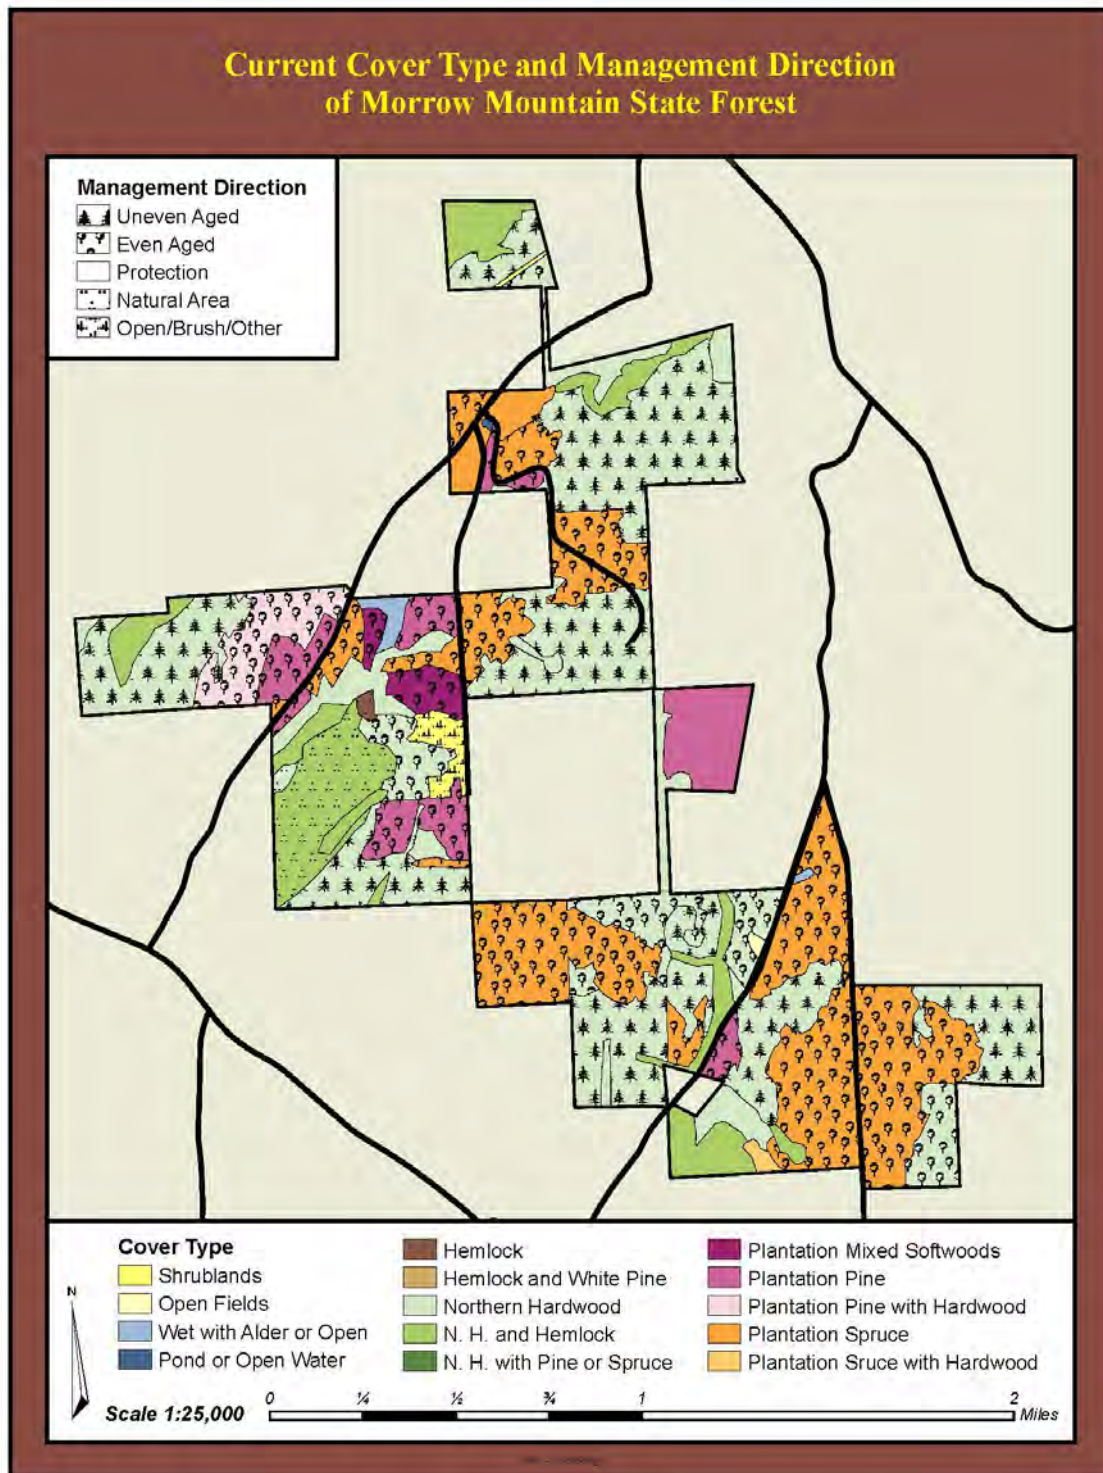 Current Cover Type and Management Direction
of Morrow Mountain State Forest
Management Direction
Uneven Aged
Even Aged
Protection
Natural Area
Open/Brush/Other
Cover Type
Shrublands
Open Fields
Wet with Alder or Open
Pond or Open Water
Hemlock
Hemlock and White Pine
Northern Hardwood
N. H. and Hemlock
N. H. with Pine or Spruce
Plantation Mixed Softwoods
Plantation Pine
Plantation Pine with Hardwood
Plantation Spruce
Plantation Sruce with Hardwood
N
Scale 1:25,000
0 ¼ ½ ¾ 1 2
Miles